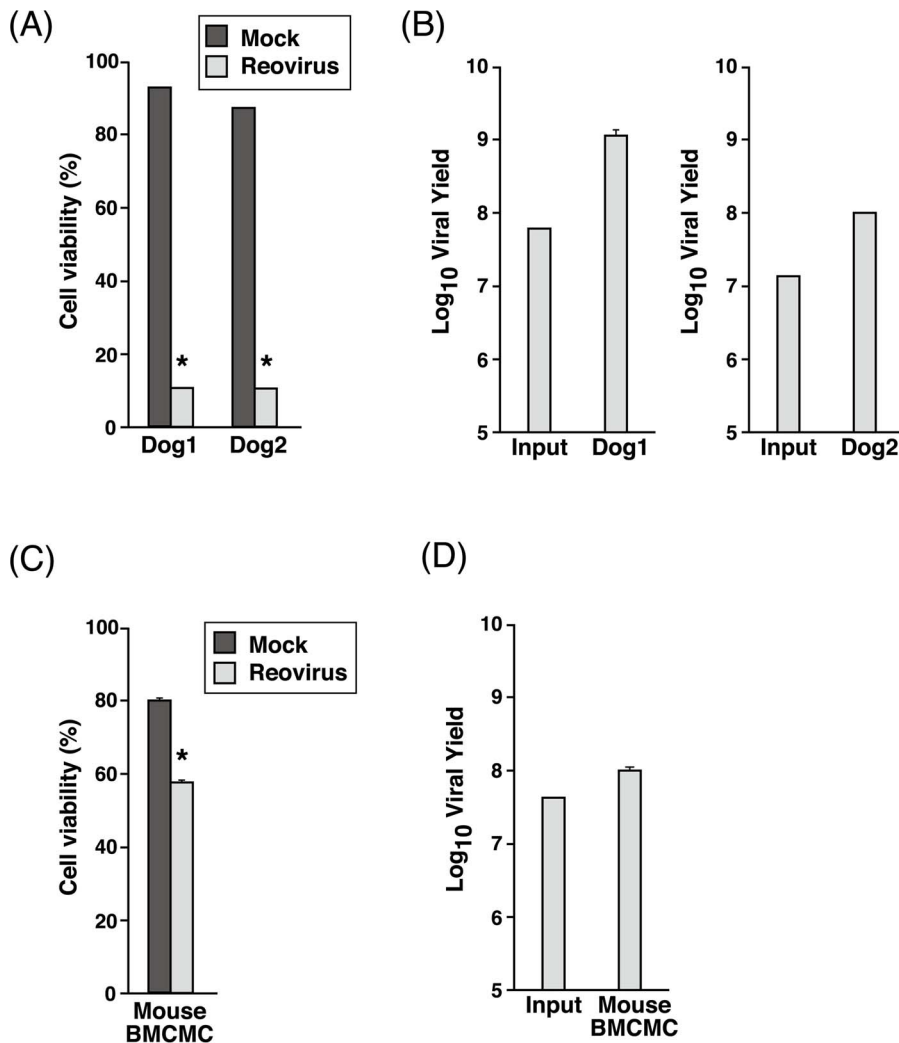 (A)
Mock
Reovirus
Cell viability (%)
100
80
60
40
20
0
*
*
Dog1 Dog2
(B)
Log10 Viral Yield
10
9
8
7
6
5
Input Dog1
Log10 Viral Yield
10
9
8
7
6
5
Input Dog2
(C)
Mock
Reovirus
Cell viability (%)
100
80
60
40
20
0
*
Mouse
BMCMC
(D)
Log10 Viral Yield
10
9
8
7
6
5
Input Mouse
BMCMC